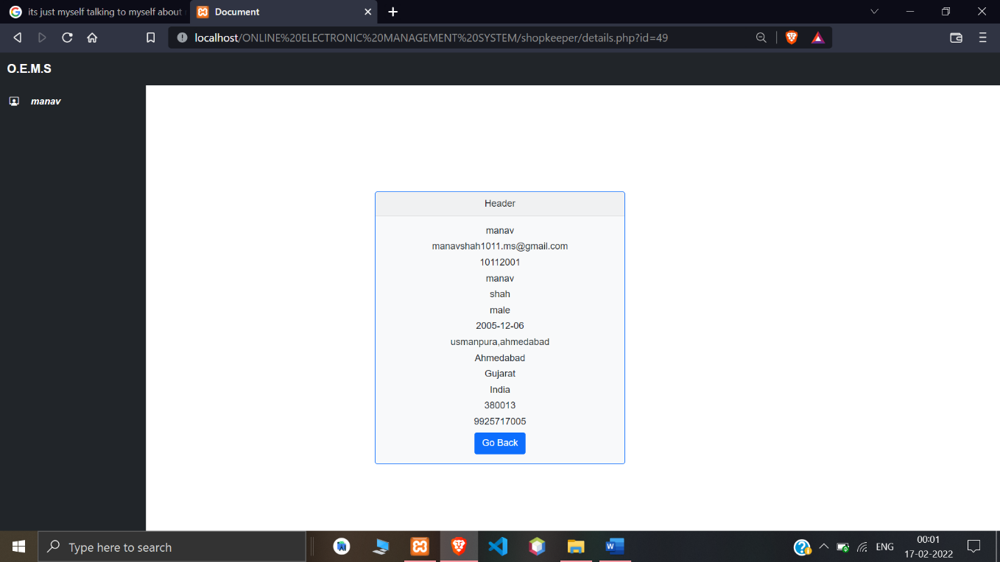 its just myself talking to myself about
Document
localhost/ONLINE%20ELECTRONIC%20MANAGEMENT%20SYSTEM/shopkeeper/details.php?id=49
O.E.M.S
manav
Header
manav
manavshah1011.ms@gmail.com
10112001
manav
shah
male
2005-12-06
usmanpura,ahmedabad
Ahmedabad
Gujarat
India
380013
9925717005
Go Back
Type here to search
ENG
00:01
17-02-2022